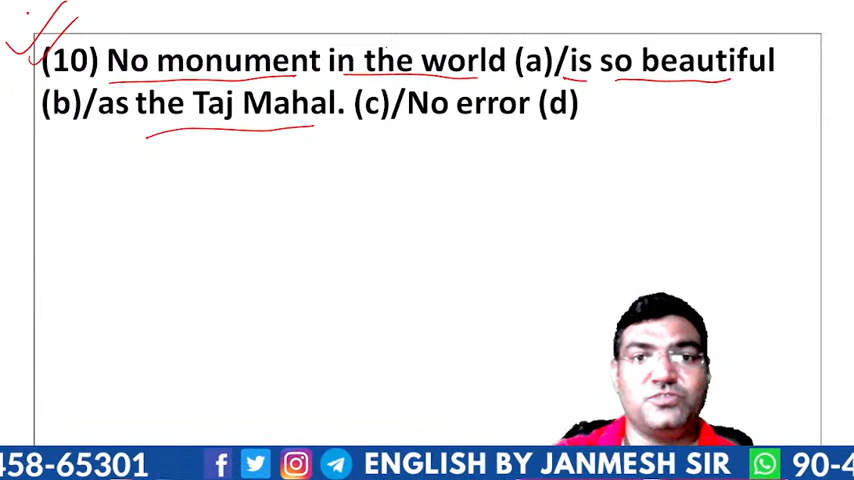 (10) No monument in the world (a)/is so beautiful
(b)/as the Taj Mahal. (c)/No error (d)
458-65301 ENGLISH BY JANMESH SIR 90-4